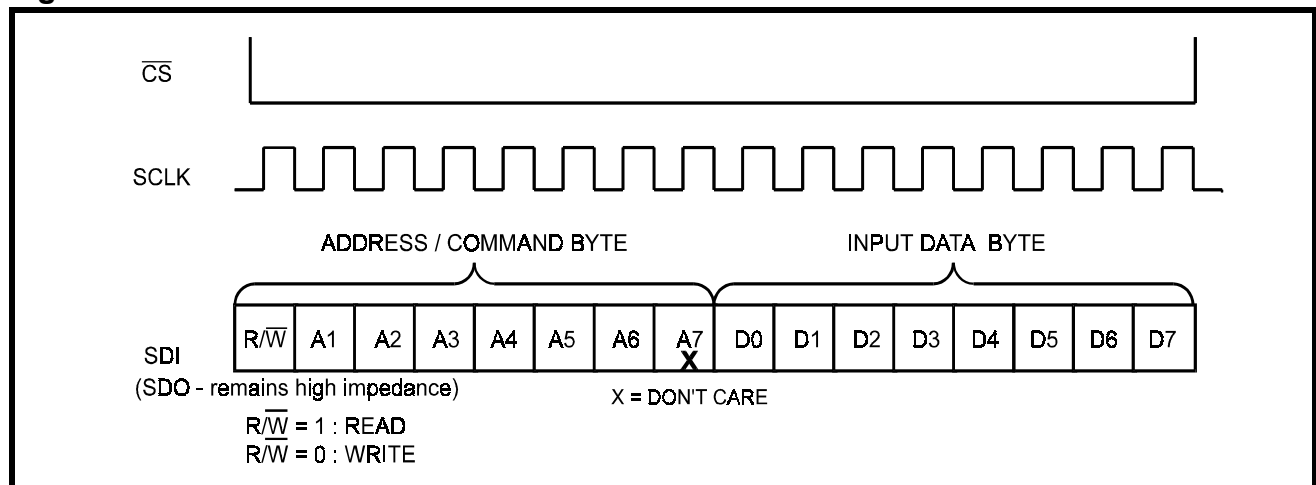 C̅S̅
SCLK
ADDRESS / COMMAND BYTE INPUT DATA BYTE
SDI R/W̅ A1 A2 A3 A4 A5 A6 A7 D0 D1 D2 D3 D4 D5 D6 D7
X
(SDO - remains high impedance) X = DON'T CARE
R/W̅ = 1 : READ
R/W̅ = 0 : WRITE